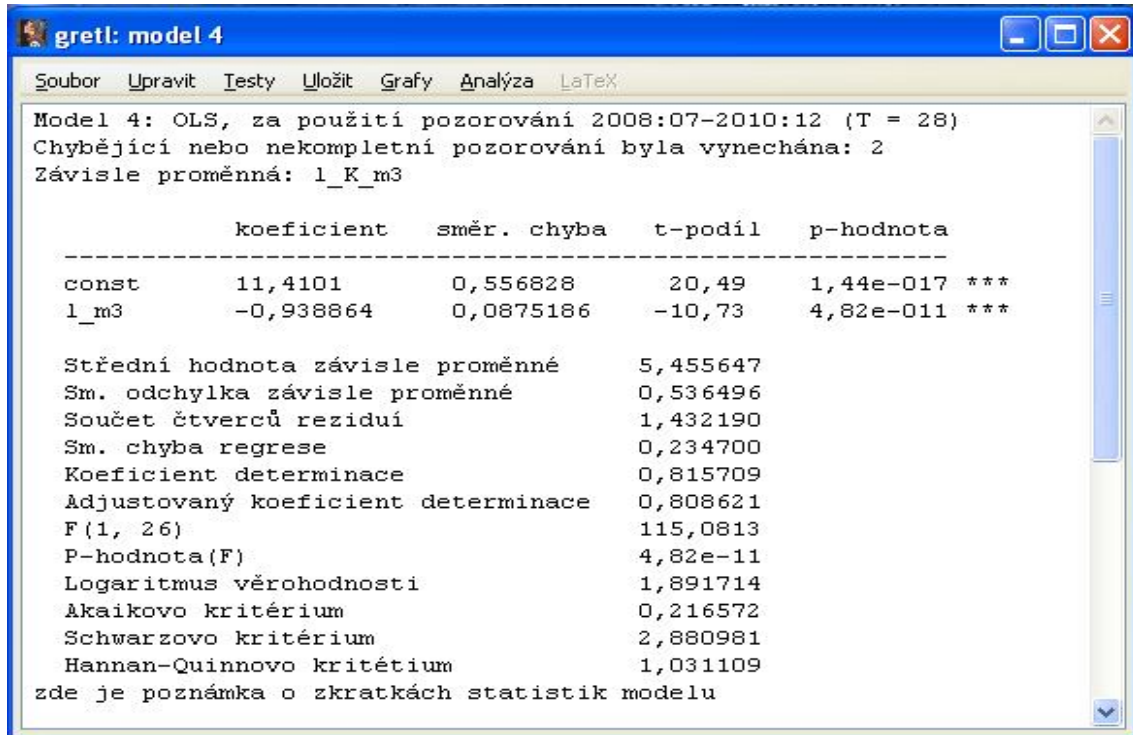 gretl: model 4
Soubor Upravit Testy Uložit Grafy Analýza LaTeX
Model 4: OLS, za použití pozorování 2008:07-2010:12 (T = 28)
Chybějící nebo nekompletní pozorování byla vynechána: 2
Závisle proměnná: l_K_m3
koeficient směr. chyba t-podíl p-hodnota
---------------------------------------------------------
const 11,4101 0,556828 20,49 1,44e-017 ***
l_m3 -0,938864 0,0875186 -10,73 4,82e-011 ***
Střední hodnota závisle proměnné 5,455647
Sm. odchylka závisle proměnné 0,536496
Součet čtverců reziduí 1,432190
Sm. chyba regrese 0,234700
Koeficient determinace 0,815709
Adjustovaný koeficient determinace 0,808621
F(1, 26) 115,0813
P-hodnota(F) 4,82e-11
Logaritmus věrohodnosti 1,891714
Akaikovo kritérium 0,216572
Schwarzovo kritérium 2,880981
Hannan-Quinnovo kritétium 1,031109
zde je poznámka o zkratkách statistik modelu